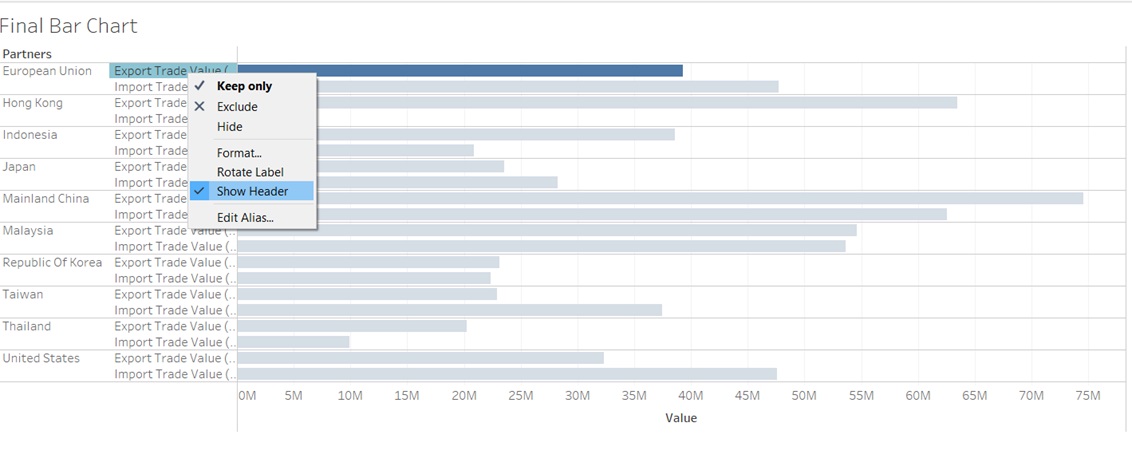 Final Bar Chart
Partners
European Union Export Trade Value (..
Import Trade
Hong Kong Export Trade
Import Trade
Indonesia Export Trade
Import Trade
Japan Export Trade
Import Trade
Mainland China Export Trade
Import Trade
Malaysia Export Trade Value (..
Import Trade Value (..
Republic Of Korea Export Trade Value (..
Import Trade Value (..
Taiwan Export Trade Value (..
Import Trade Value (..
Thailand Export Trade Value (..
Import Trade Value (..
United States Export Trade Value (..
Import Trade Value (..
Keep only
Exclude
Hide
Format...
Rotate Label
Show Header
Edit Alias...
0M 5M 10M 15M 20M 25M 30M 35M 40M 45M 50M 55M 60M 65M 70M 75M
Value